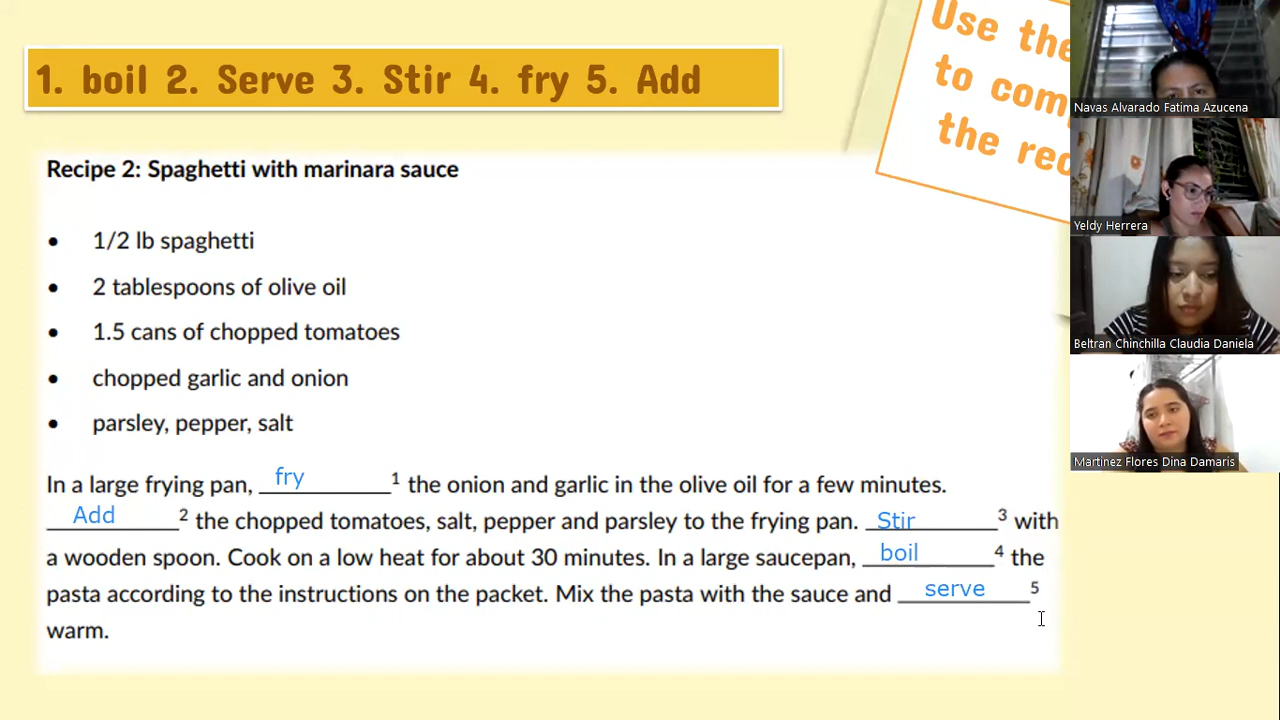 1. boil 2. Serve 3. Stir 4. fry 5. Add
Use the
to com
the rec
Recipe 2: Spaghetti with marinara sauce
• 1/2 lb spaghetti
• 2 tablespoons of olive oil
• 1.5 cans of chopped tomatoes
• chopped garlic and onion
• parsley, pepper, salt
In a large frying pan, fry 1 the onion and garlic in the olive oil for a few minutes.
Add 2 the chopped tomatoes, salt, pepper and parsley to the frying pan. Stir 3 with
a wooden spoon. Cook on a low heat for about 30 minutes. In a large saucepan, boil 4 the
pasta according to the instructions on the packet. Mix the pasta with the sauce and serve 5
warm.
Navas Alvarado Fatima Azucena
Yeldy Herrera
Beltran Chinchilla Claudia Daniela
Martinez Flores Dina Damaris